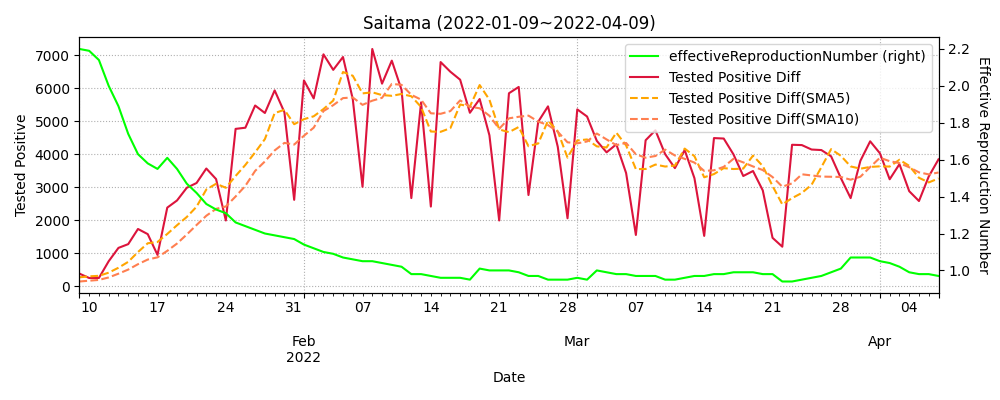 Saitama (2022-01-09~2022-04-09)
effectiveReproductionNumber (right)
Tested Positive Diff
Tested Positive Diff(SMA5)
Tested Positive Diff(SMA10)
Tested Positive
7000
6000
5000
4000
3000
2000
1000
0
2.2
2.0
1.8
1.6
1.4
1.2
1.0
Effective Reproduction Number
10 17 24 31 07 14 21 28 07 14 21 28 04
Feb Mar Apr
2022
Date